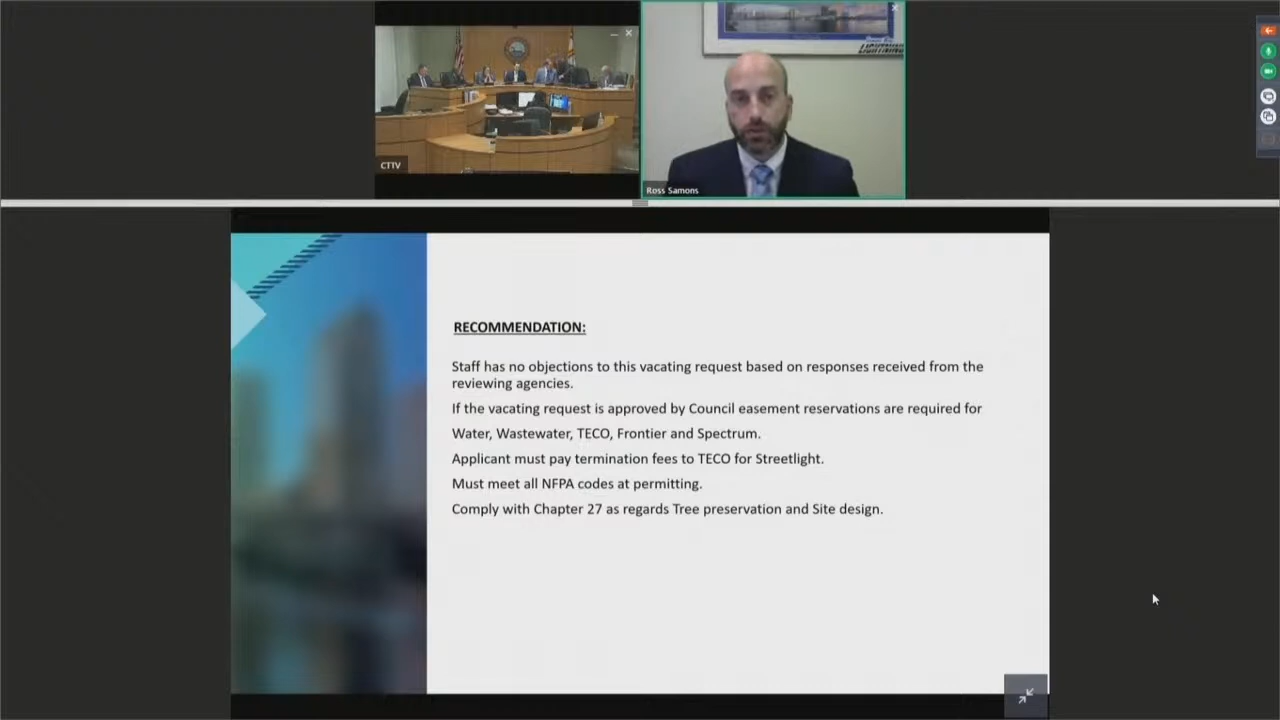 LIGHTNING
CTTV
Ross Samons
RECOMMENDATION:
Staff has no objections to this vacating request based on responses received from the
reviewing agencies.
If the vacating request is approved by Council easement reservations are required for
Water, Wastewater, TECO, Frontier and Spectrum.
Applicant must pay termination fees to TECO for Streetlight.
Must meet all NFPA codes at permitting.
Comply with Chapter 27 as regards Tree preservation and Site design.